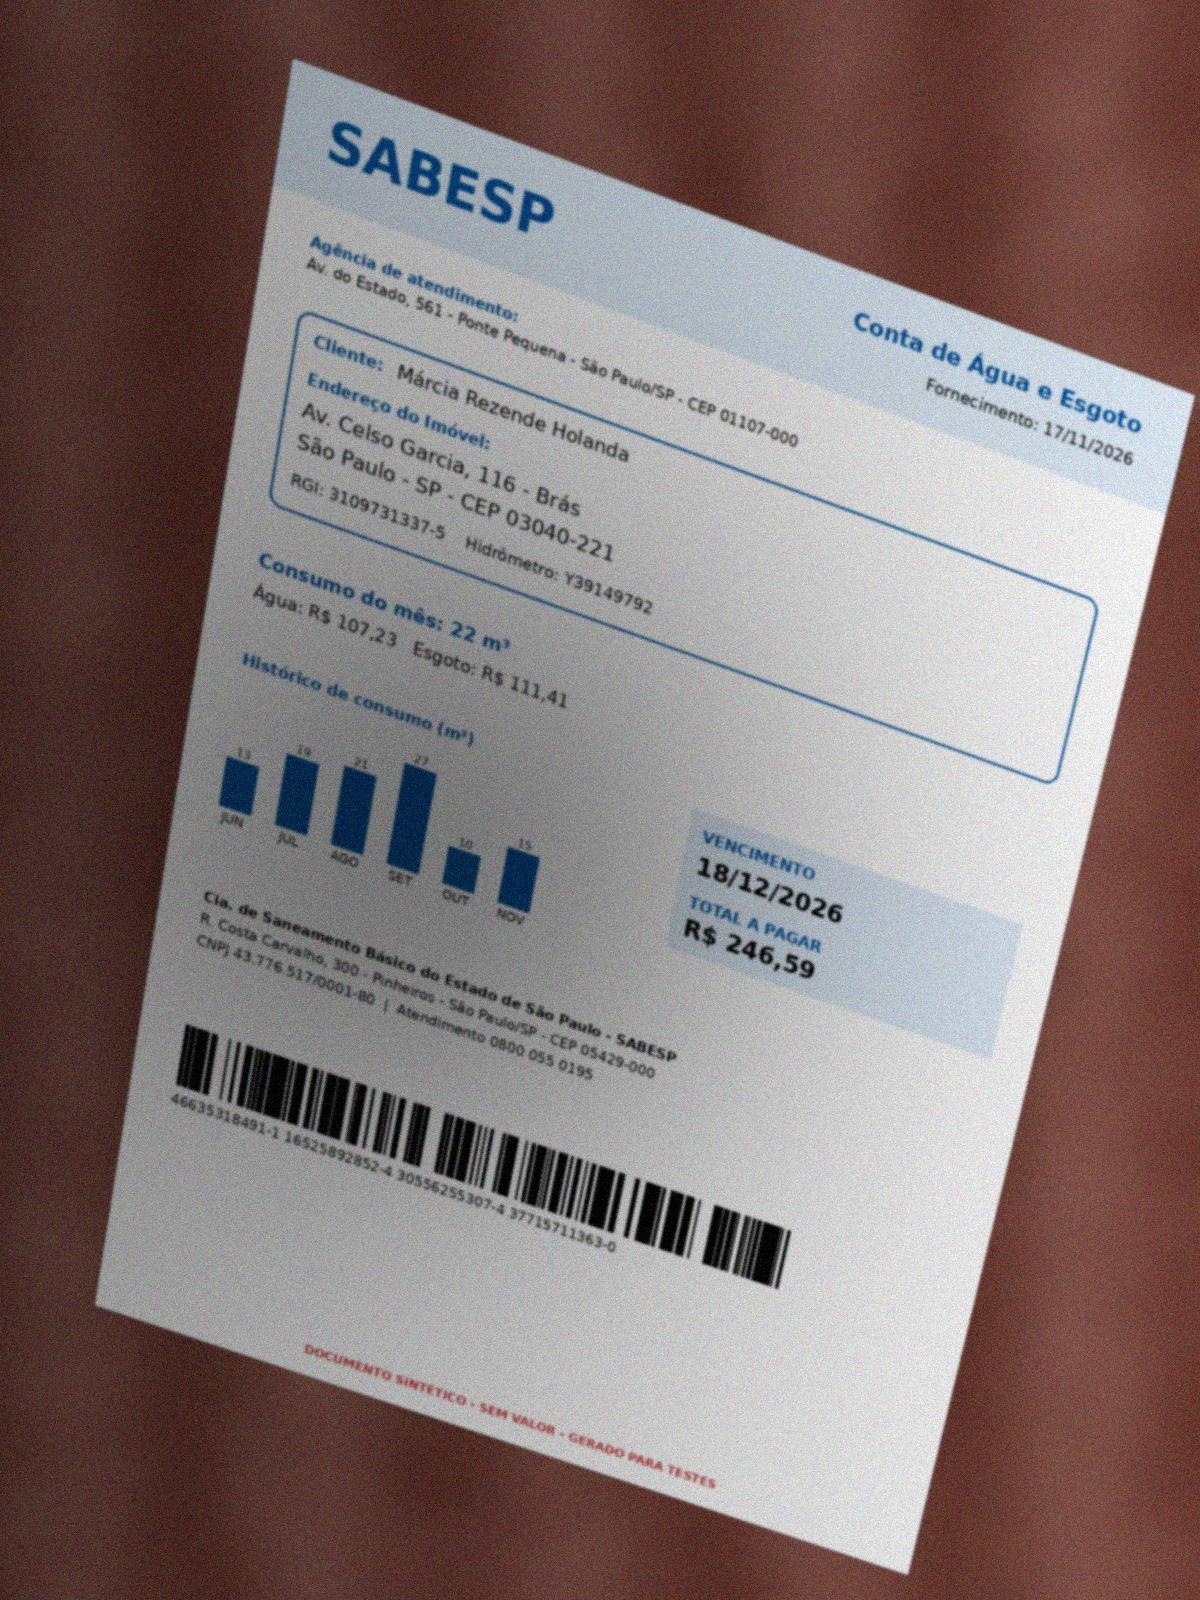 SABESP
Conta de Água e Esgoto
Fornecimento: 17/11/2026
Agência de atendimento:
Av. do Estado, 561 - Ponte Pequena - São Paulo/SP - CEP 01107-000
Cliente: Márcia Rezende Holanda
Endereço do Imóvel:
Av. Celso Garcia, 116 - Brás
São Paulo - SP - CEP 03040-221
RGI: 3109731337-5 Hidrômetro: Y39149792
Consumo do mês: 22 m³
Água: R$ 107,23 Esgoto: R$ 111,41
Histórico de consumo (m³)
13 19 21 27 10 15
JUN JUL AGO SET OUT NOV
VENCIMENTO
18/12/2026
TOTAL A PAGAR
R$ 246,59
Cia. de Saneamento Básico do Estado de São Paulo - SABESP
R. Costa Carvalho, 300 - Pinheiros - São Paulo/SP - CEP 05429-000
CNPJ 43.776.517/0001-80 | Atendimento 0800 055 0195
46635318491-1 16525892852-4 30556255307-4 37715711363-0
DOCUMENTO SINTETICO - SEM VALOR - GERADO PARA TESTES